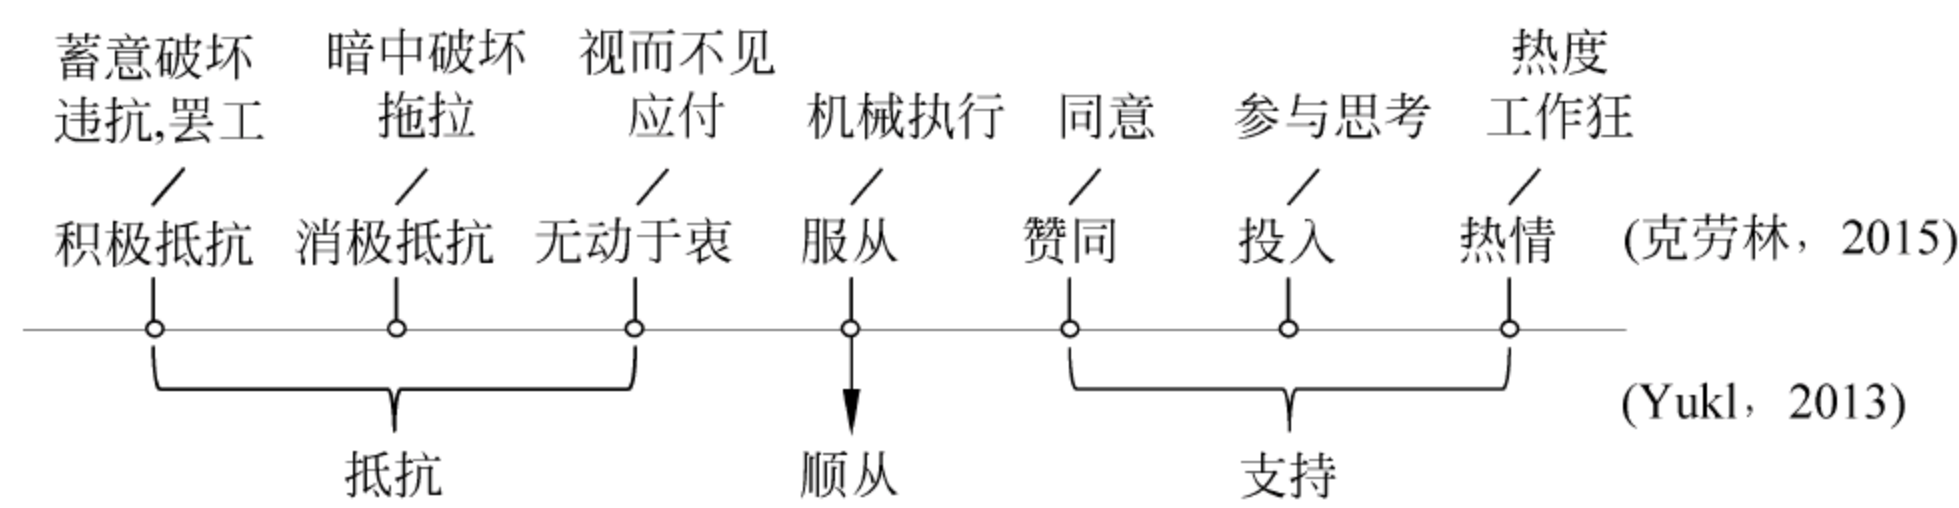 蓄意破坏 暗中破坏 视而不见 热度
违抗,罢工 拖拉 应付 机械执行 同意 参与思考 工作狂
积极抵抗 消极抵抗 无动于衷 服从 赞同 投入 热情 (克劳林，2015)
(Yukl，2013)
抵抗 顺从 支持